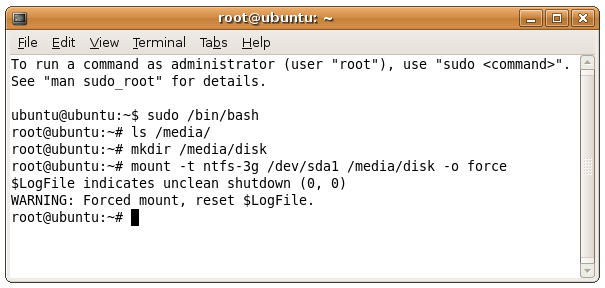 root@ubuntu: ~
File Edit View Terminal Tabs Help
To run a command as administrator (user "root"), use "sudo <command>".
See "man sudo_root" for details.
ubuntu@ubuntu:~$ sudo /bin/bash
root@ubuntu:~# ls /media/
root@ubuntu:~# mkdir /media/disk
root@ubuntu:~# mount -t ntfs-3g /dev/sda1 /media/disk -o force
$LogFile indicates unclean shutdown (0, 0)
WARNING: Forced mount, reset $LogFile.
root@ubuntu:~#